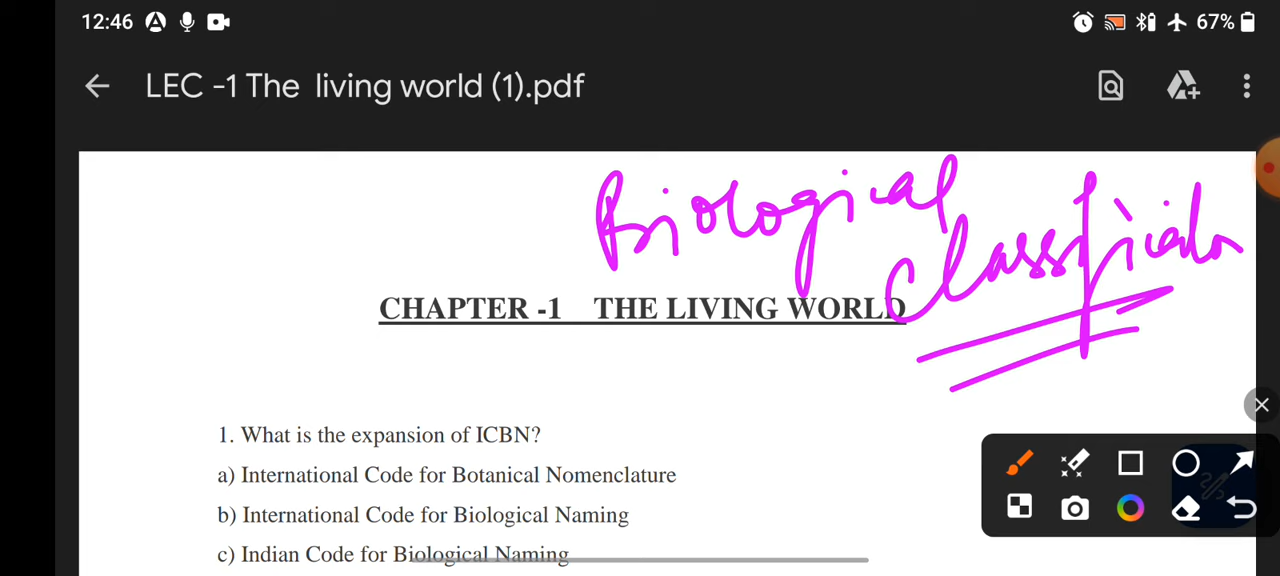 12:46 67%
LEC -1 The living world (1).pdf
Biological
CHAPTER -1 THE LIVING WORLD
1. What is the expansion of ICBN?
a) International Code for Botanical Nomenclature
b) International Code for Biological Naming
c) Indian Code for Biological Naming